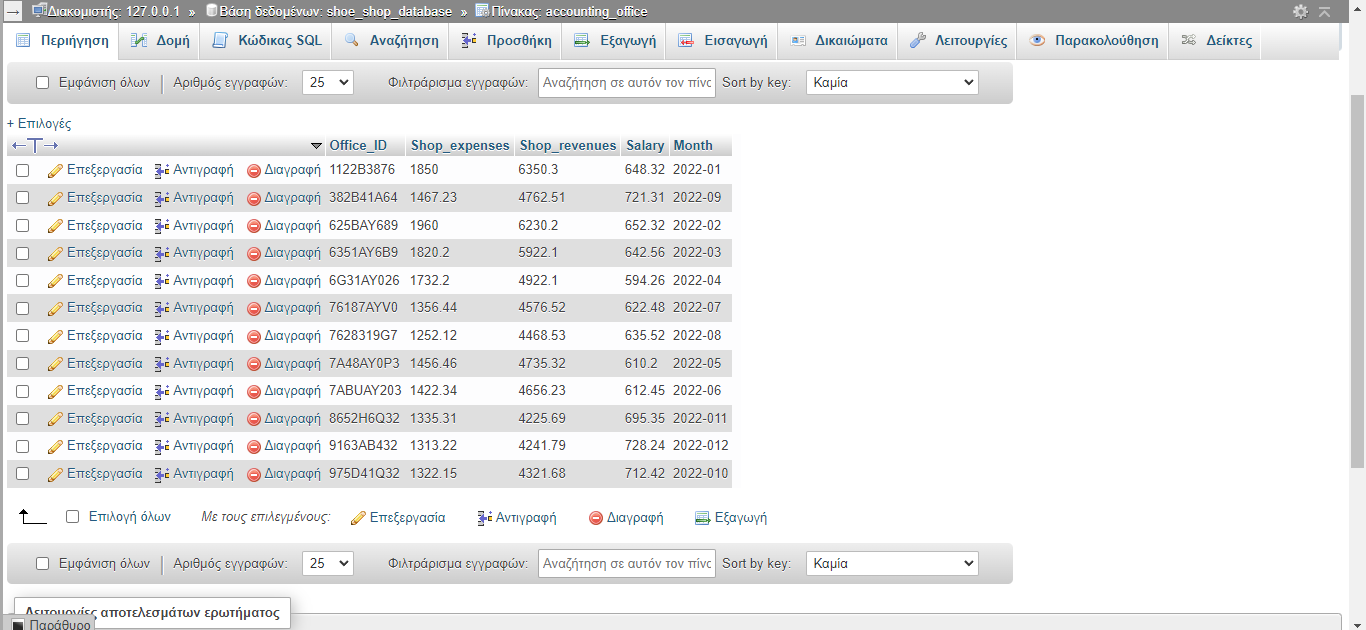 Διακομιστής: 127.0.0.1 » Βάση δεδομένων: shoe_shop_database » Πίνακας: accounting_office
Περιήγηση Δομή Κώδικας SQL Αναζήτηση Προσθήκη Εξαγωγή Εισαγωγή Δικαιώματα Λειτουργίες Παρακολούθηση Δείκτες
Εμφάνιση όλων Αριθμός εγγραφών: 25 Φιλτράρισμα εγγραφών: Αναζήτηση σε αυτόν τον πίνα Sort by key: Καμία
+ Επιλογές
Office_ID Shop_expenses Shop_revenues Salary Month
Επεξεργασία Αντιγραφή Διαγραφή 1122B3876 1850 6350.3 648.32 2022-01
Επεξεργασία Αντιγραφή Διαγραφή 382B41A64 1467.23 4762.51 721.31 2022-09
Επεξεργασία Αντιγραφή Διαγραφή 625BAY689 1960 6230.2 652.32 2022-02
Επεξεργασία Αντιγραφή Διαγραφή 6351AY6B9 1820.2 5922.1 642.56 2022-03
Επεξεργασία Αντιγραφή Διαγραφή 6G31AY026 1732.2 4922.1 594.26 2022-04
Επεξεργασία Αντιγραφή Διαγραφή 76187AYV0 1356.44 4576.52 622.48 2022-07
Επεξεργασία Αντιγραφή Διαγραφή 7628319G7 1252.12 4468.53 635.52 2022-08
Επεξεργασία Αντιγραφή Διαγραφή 7A48AY0P3 1456.46 4735.32 610.2 2022-05
Επεξεργασία Αντιγραφή Διαγραφή 7ABUAY203 1422.34 4656.23 612.45 2022-06
Επεξεργασία Αντιγραφή Διαγραφή 8652H6Q32 1335.31 4225.69 695.35 2022-011
Επεξεργασία Αντιγραφή Διαγραφή 9163AB432 1313.22 4241.79 728.24 2022-012
Επεξεργασία Αντιγραφή Διαγραφή 975D41Q32 1322.15 4321.68 712.42 2022-010
Επιλογή όλων Με τους επιλεγμένους: Επεξεργασία Αντιγραφή Διαγραφή Εξαγωγή
Εμφάνιση όλων Αριθμός εγγραφών: 25 Φιλτράρισμα εγγραφών: Αναζήτηση σε αυτόν τον πίνα Sort by key: Καμία
Λειτουργίες αποτελεσμάτων ερωτήματος
Παράθυρο